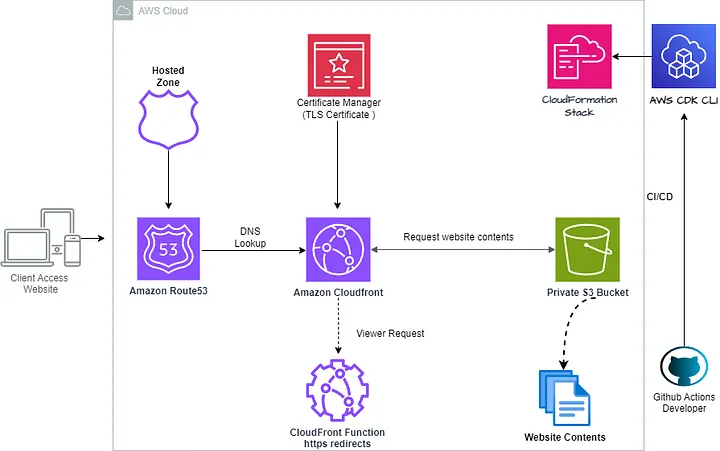 AWS Cloud
Hosted
Zone
Certificate Manager
(TLS Certificate )
CloudFormation
Stack
AWS CDK CLI
CI/CD
53
DNS
Lookup
Request website contents
Client Access
Website
Amazon Route53
Amazon Cloudfront
Private S3 Bucket
Viewer Request
Github Actions
Developer
CloudFront Function
https redirects
Website Contents